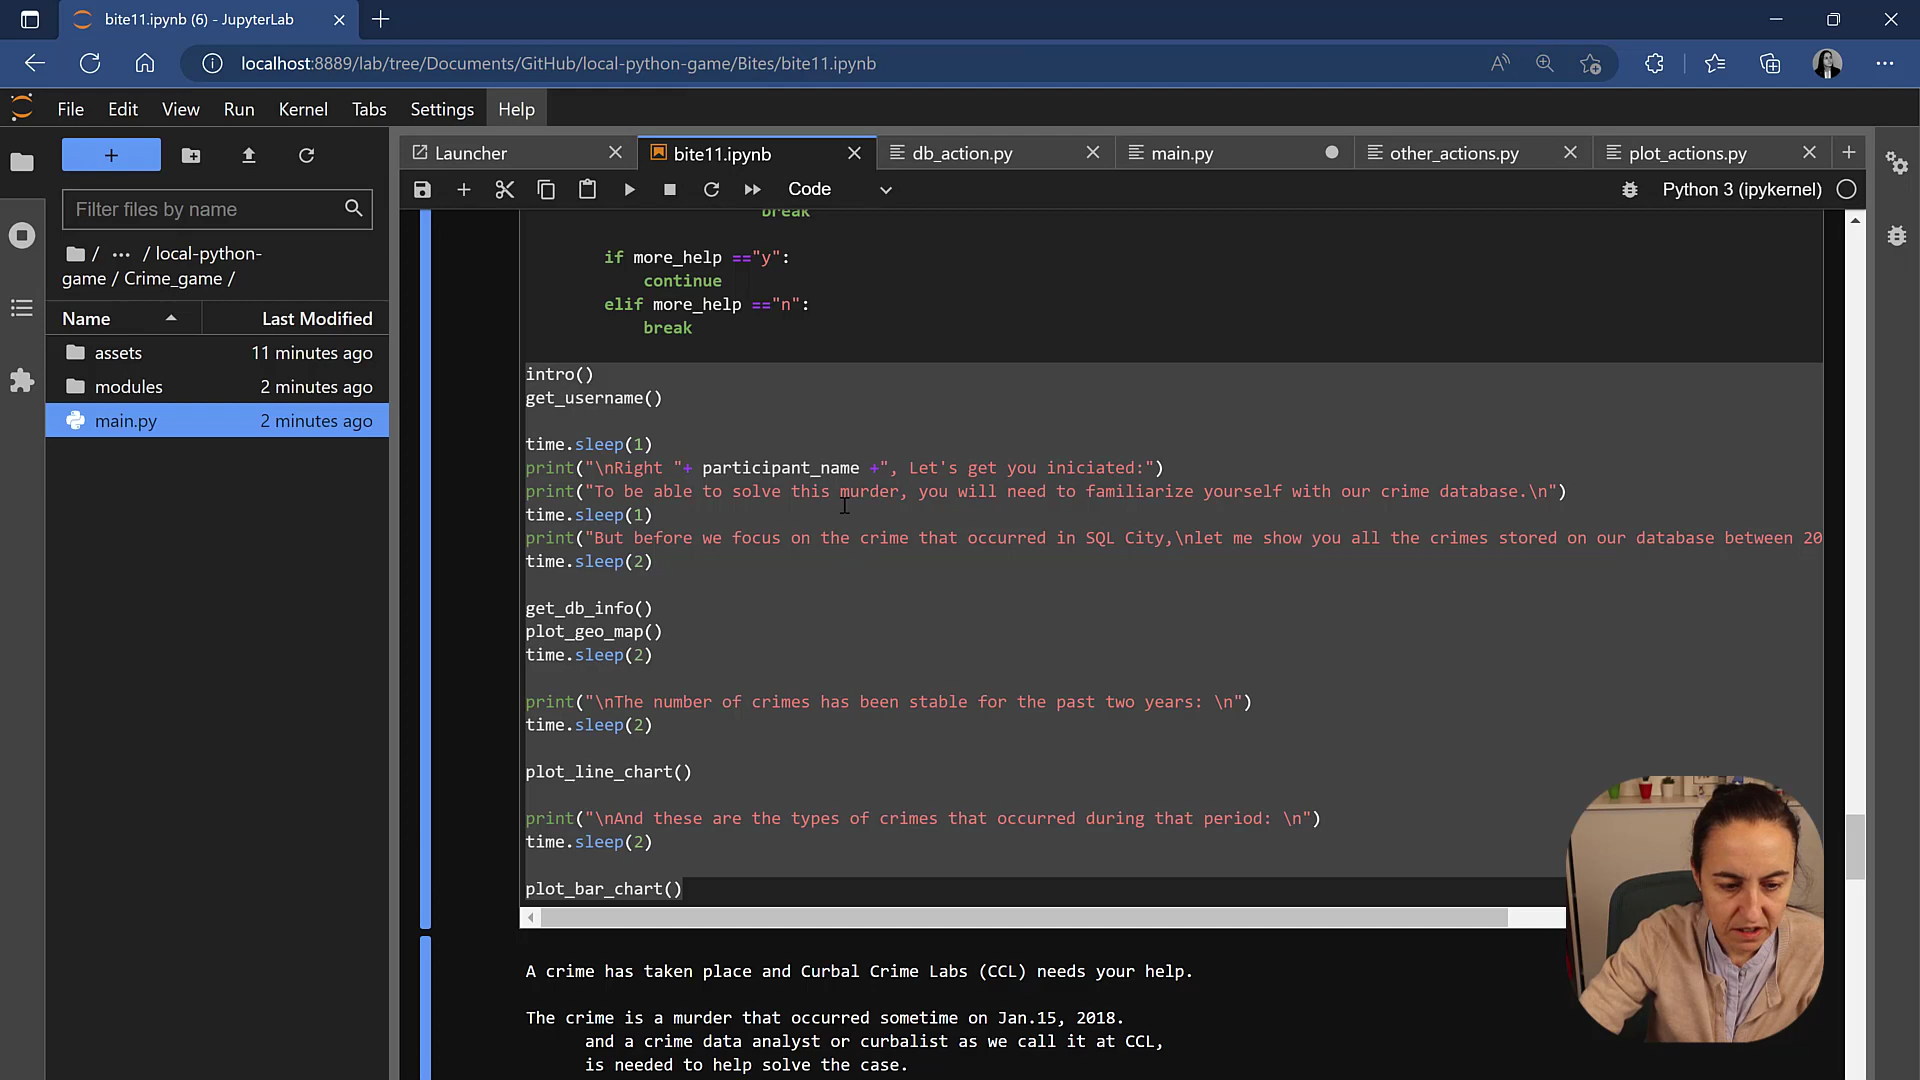 bite11.ipynb (6) - JupyterLab
localhost:8889/lab/tree/Documents/GitHub/local-python-game/Bites/bite11.ipynb
File Edit View Run Kernel Tabs Settings Help
Launcher bite11.ipynb db_action.py main.py other_actions.py plot_actions.py
Code Python 3 (ipykernel)
Filter files by name
/ ... / local-python-
game / Crime_game /
Name Last Modified
assets 11 minutes ago
modules 2 minutes ago
main.py 2 minutes ago
break
if more_help =="y":
continue
elif more_help =="n":
break
intro()
get_username()
time.sleep(1)
print("\nRight "+ participant_name +", Let's get you iniciated:")
print("To be able to solve this murder, you will need to familiarize yourself with our crime database.\n")
time.sleep(1)
print("But before we focus on the crime that occurred in SQL City,\nlet me show you all the crimes stored on our database between 20
time.sleep(2)
get_db_info()
plot_geo_map()
time.sleep(2)
print("\nThe number of crimes has been stable for the past two years: \n")
time.sleep(2)
plot_line_chart()
print("\nAnd these are the types of crimes that occurred during that period: \n")
time.sleep(2)
plot_bar_chart()
A crime has taken place and Curbal Crime Labs (CCL) needs your help.
The crime is a murder that occurred sometime on Jan.15, 2018.
and a crime data analyst or curbalist as we call it at CCL,
is needed to help solve the case.